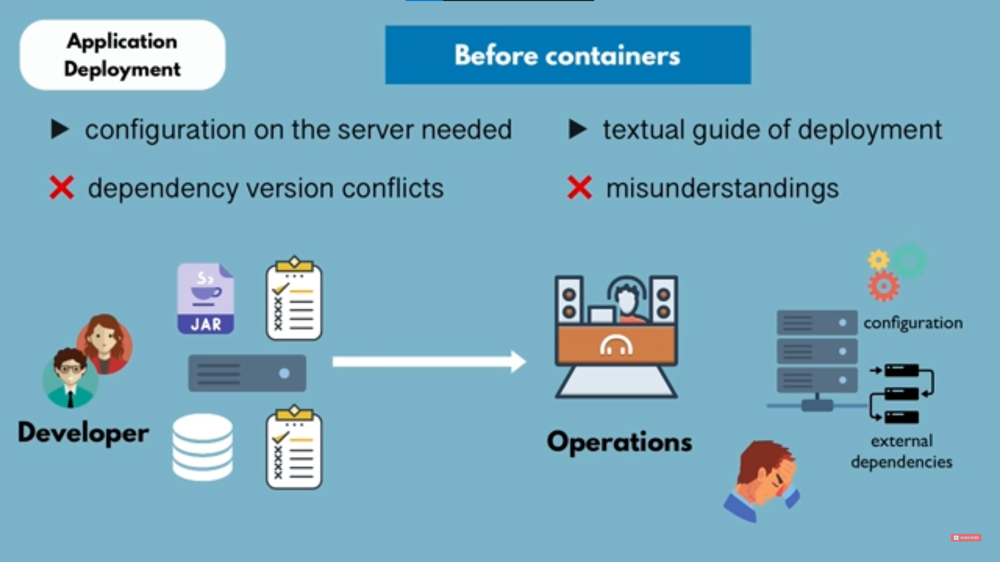 Application
Deployment
Before containers
configuration on the server needed
textual guide of deployment
dependency version conflicts
misunderstandings
JAR
configuration
Developer
Operations
external
dependencies
SUBSCRIBE